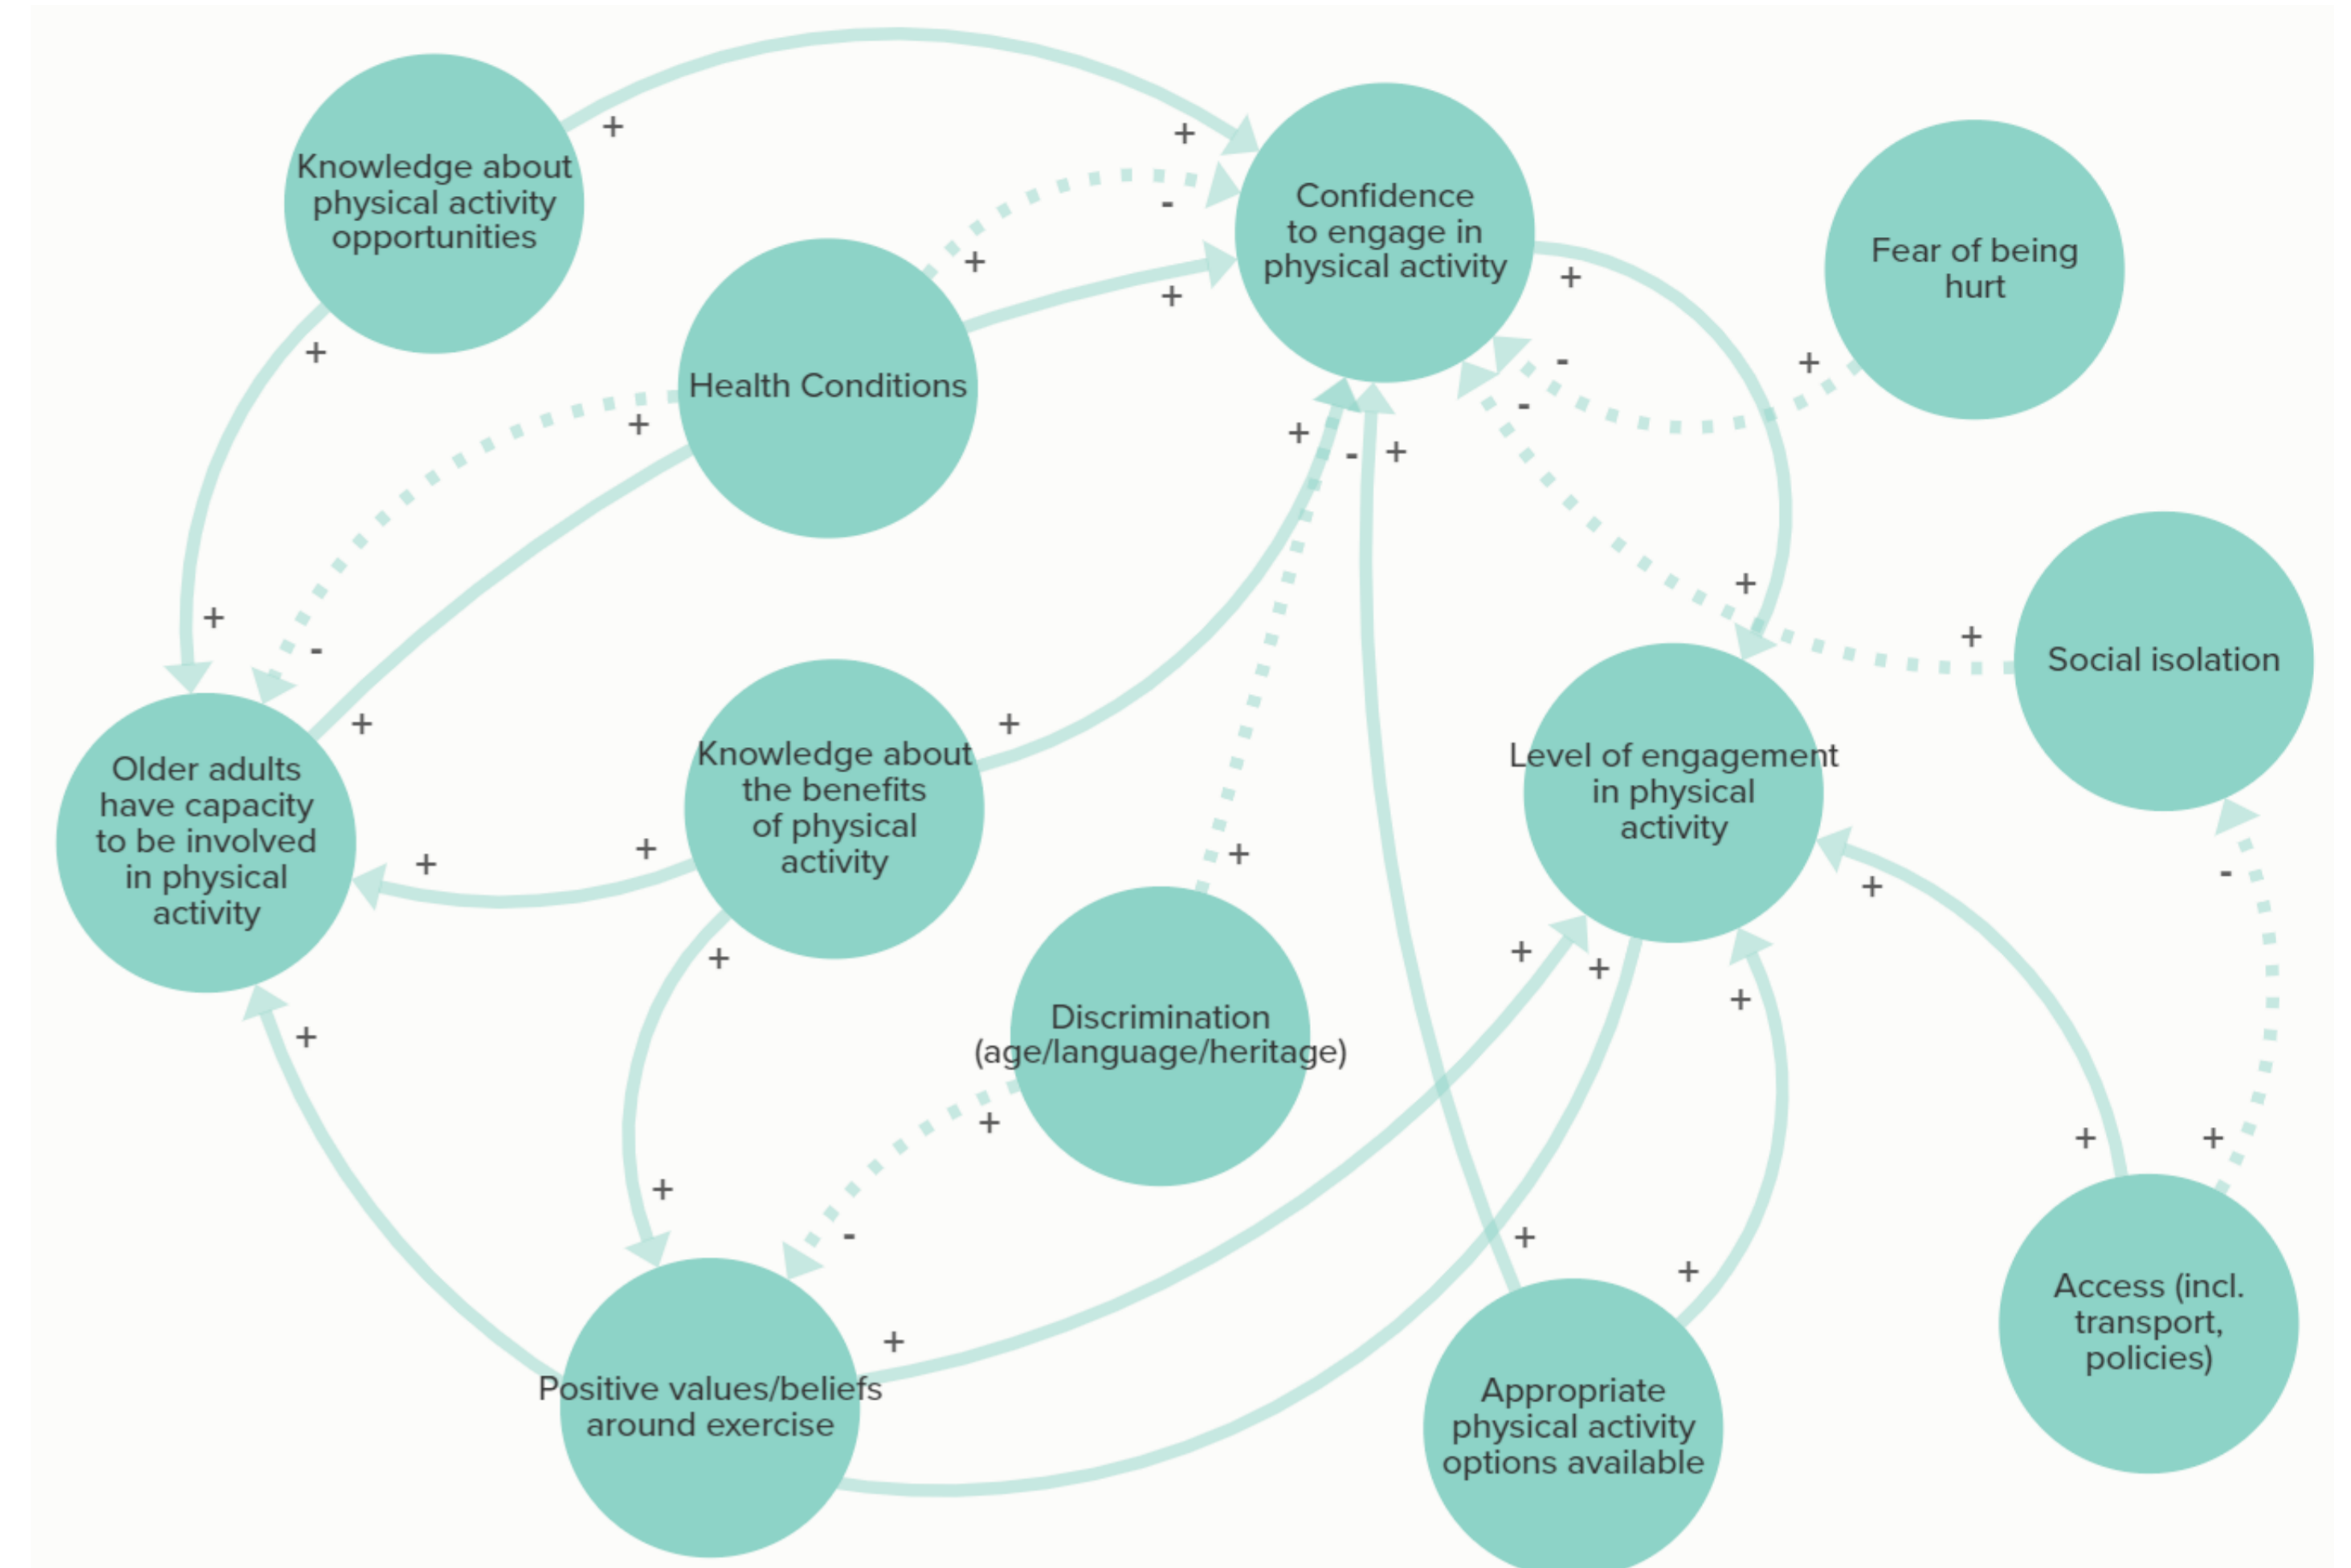 Knowledge about
physical activity
opportunities
Confidence
to engage in
physical activity
Fear of being
hurt
Health Conditions
Social isolation
Older adults
have capacity
to be involved
in physical
activity
Knowledge about
the benefits
of physical
activity
Level of engagement
in physical
activity
Discrimination
(age/language/heritage)
Positive values/beliefs
around exercise
Appropriate
physical activity
options available
Access (incl.
transport,
policies)
+
+
-
+
+
+
+
-
+
+
+
-
+
-
+
+
+
+
+
-
+
+
+
+
+
+
-
+
+
+
+
+
+
+
+
+
-
+
+
+